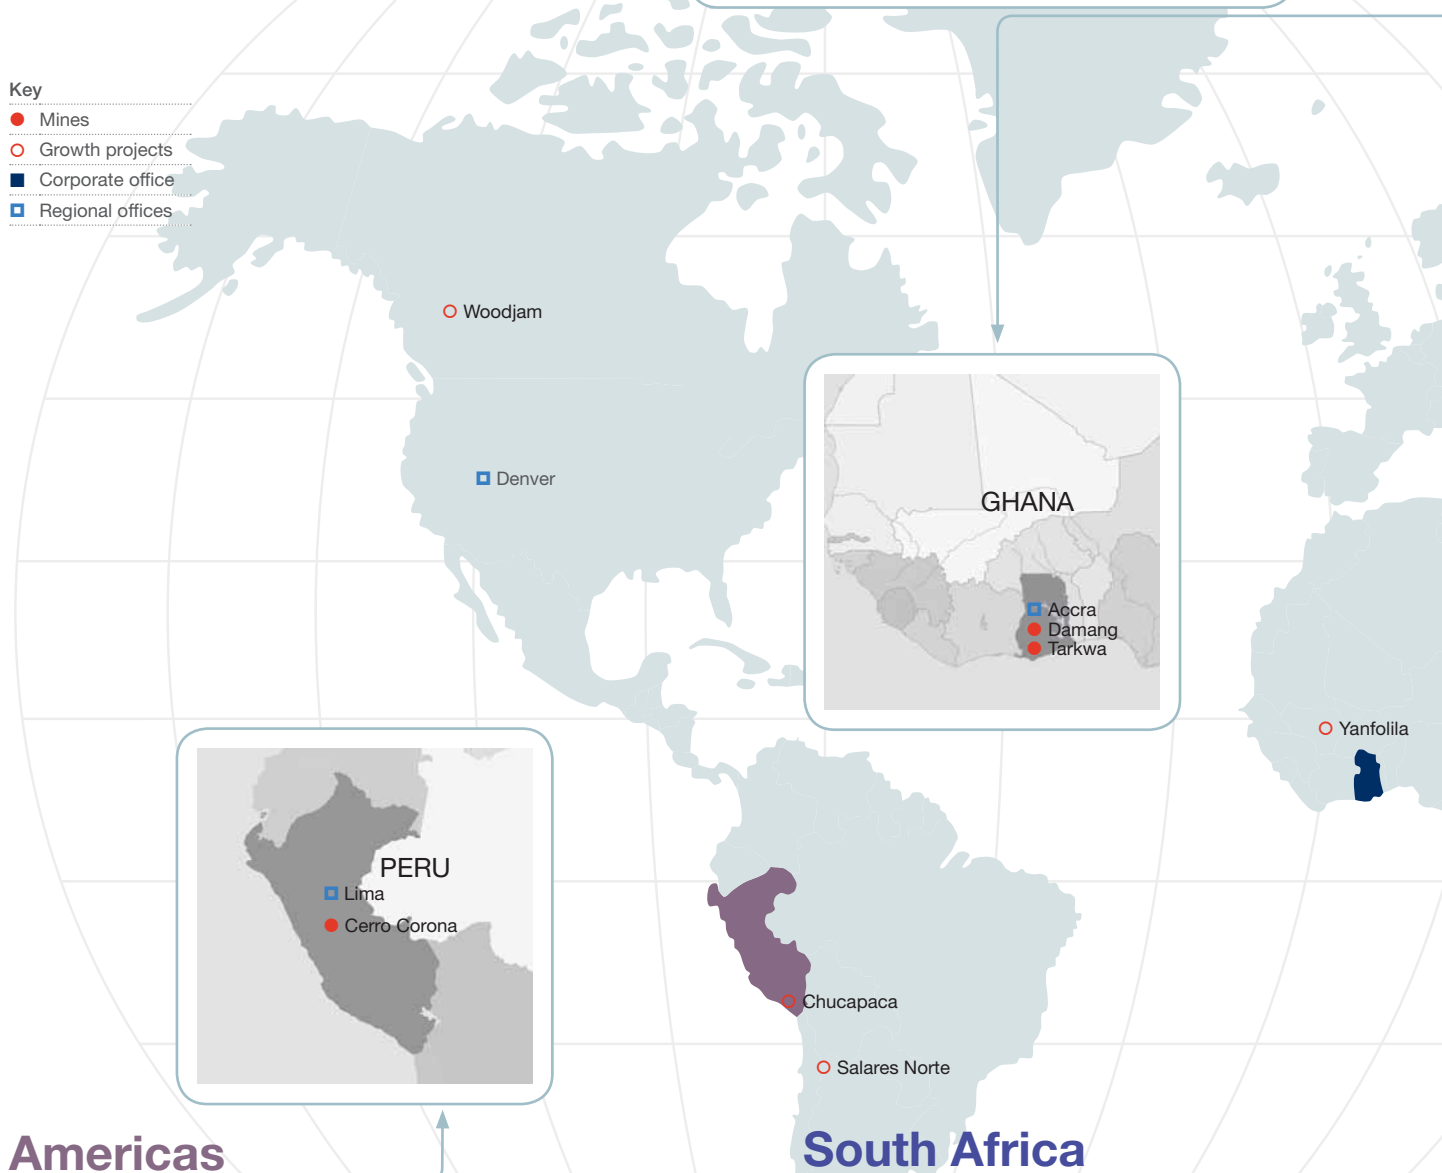 Key
Mines
Growth projects
Corporate office
Regional offices
Woodjam
Denver
GHANA
Accra
Damang
Tarkwa
Yanfolila
PERU
Lima
Cerro Corona
Chucapaca
Salares Norte
Americas
South Africa